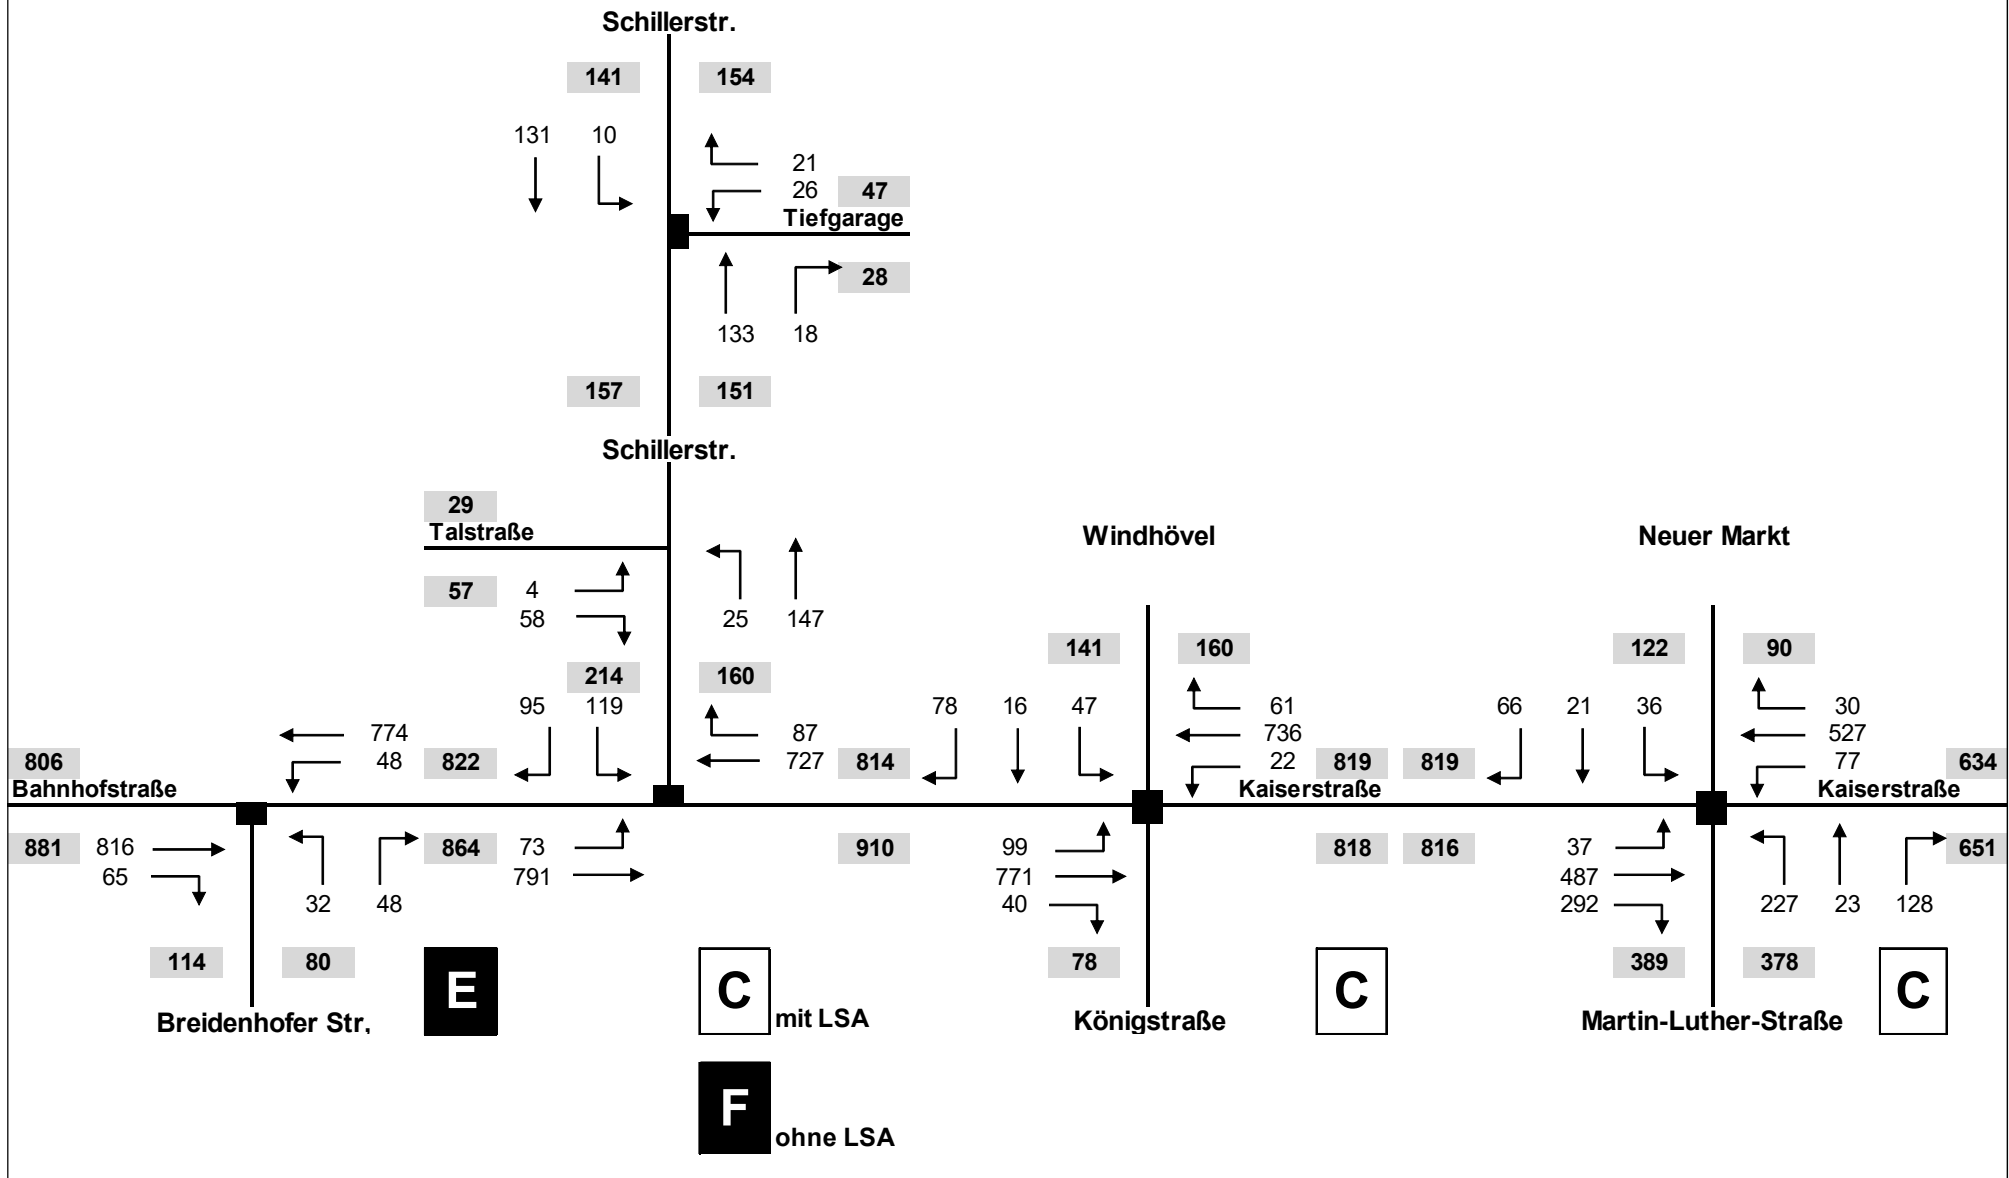 Schillerstr.
141 154
131 10
21
26 47
Tiefgarage
28
133 18
157 151
Schillerstr.
29
Talstraße Windhövel Neuer Markt
57 4
58 25 147
214 160 141 160 122 90
95 119 78 16 47 61 66 21 36 30
774 87 736 527
806 48 822 727 814 22 819 819 77 634
Bahnhofstraße Kaiserstraße Kaiserstraße
881 816 864 73 910 99 818 816 37 651
65 791 771 487
32 48 40 292 227 23 128
114 80 E C 78 C 389 378 C
Breidenhofer Str, mit LSA Königstraße Martin-Luther-Straße
F
ohne LSA